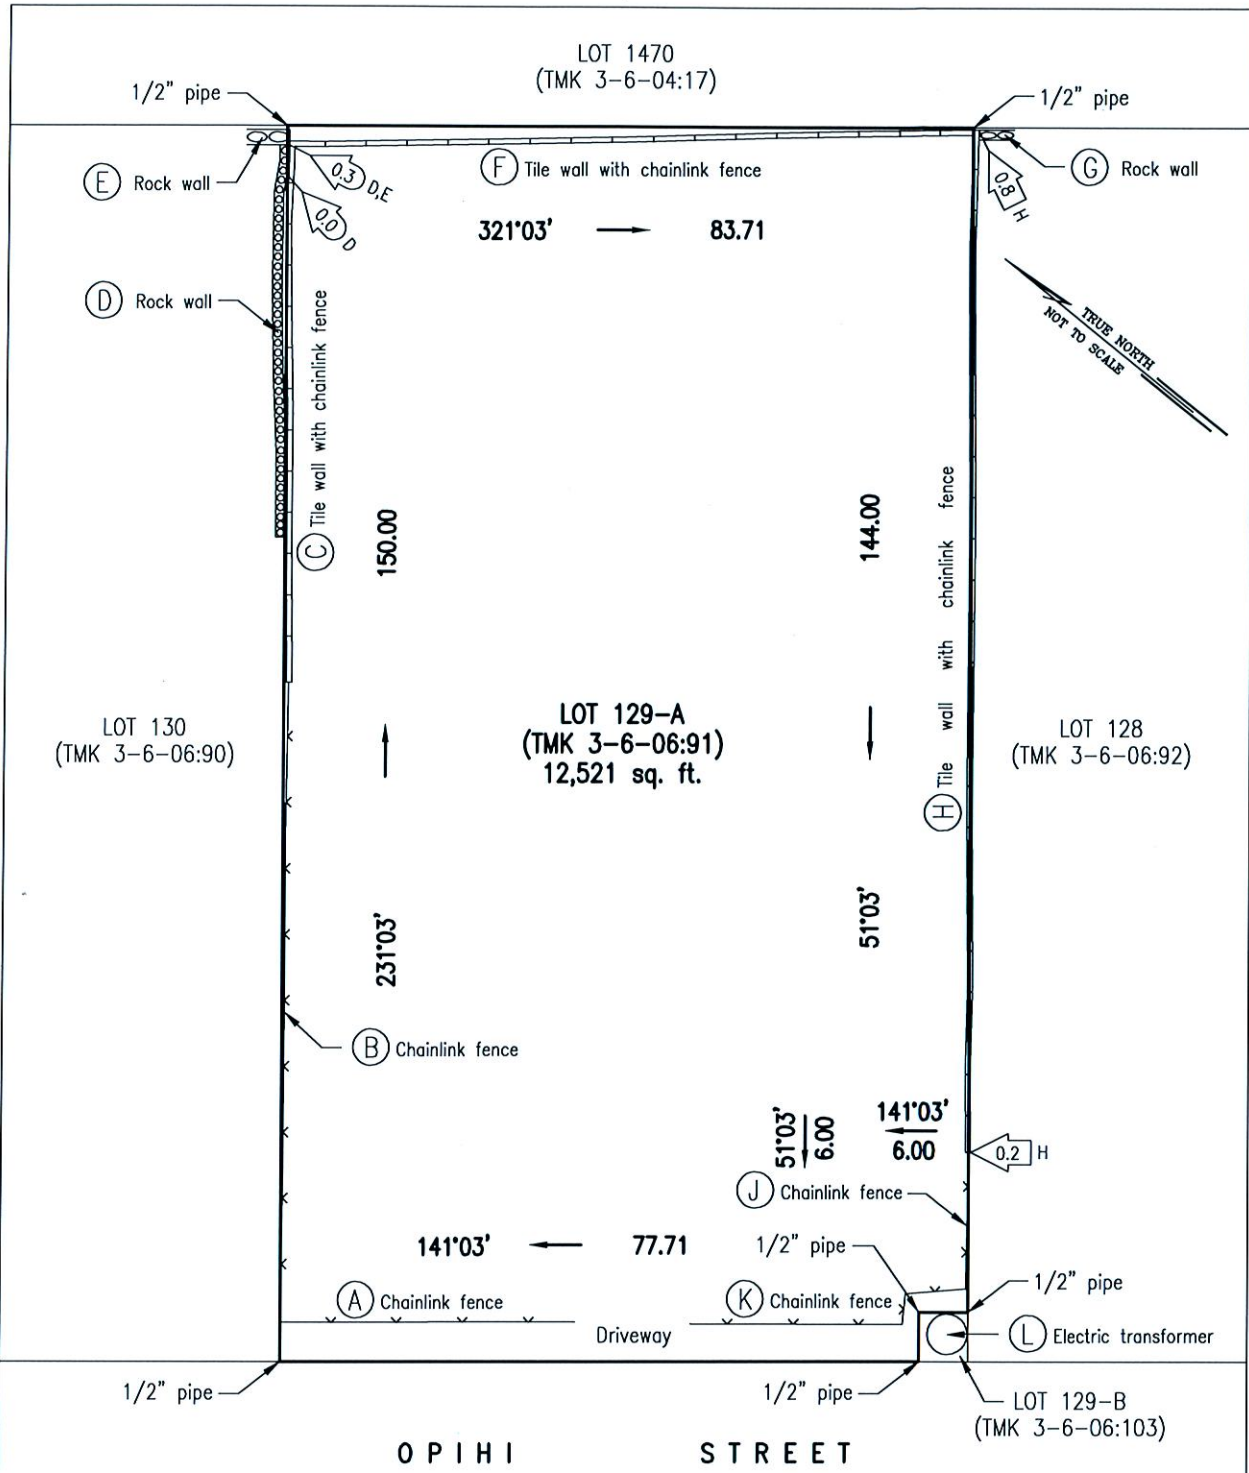 LOT 1470
(TMK 3-6-04:17)
1/2" pipe
1/2" pipe
E Rock wall
0.3 D,E
0.0 D
F Tile wall with chainlink fence
0.8 H
G Rock wall
321°03' 83.71
D Rock wall
C Tile wall with chainlink fence
TRUE NORTH
NOT TO SCALE
150.00
144.00
H Tile wall with chainlink fence
LOT 130
(TMK 3-6-06:90)
LOT 129-A
(TMK 3-6-06:91)
12,521 sq. ft.
LOT 128
(TMK 3-6-06:92)
231°03'
51°03'
B Chainlink fence
51°03'
6.00
141°03'
6.00
0.2 H
J Chainlink fence
141°03' 77.71
1/2" pipe
1/2" pipe
A Chainlink fence
K Chainlink fence
Driveway
L Electric transformer
1/2" pipe
1/2" pipe
LOT 129-B
(TMK 3-6-06:103)
OPIHI STREET